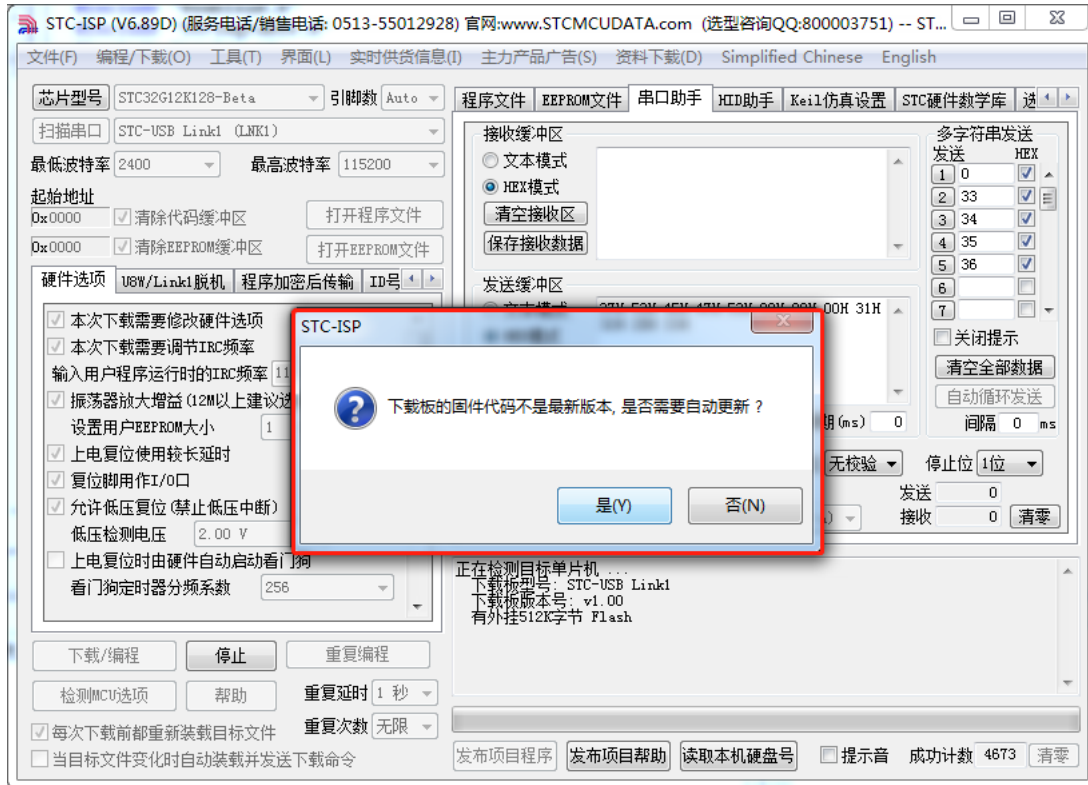 STC-ISP (V6.89D) (服务电话/销售电话: 0513-55012928) 官网:www.STCMCUDATA.com (选型咨询QQ:800003751) -- ST...
文件(F) 编程/下载(O) 工具(T) 界面(L) 实时供货信息(I) 主力产品广告(S) 资料下载(D) Simplified Chinese English
芯片型号 STC32G12K128-Beta 引脚数 Auto
扫描串口 STC-USB Link1 (LNK1)
最低波特率 2400 最高波特率 115200
起始地址
0x0000 清除代码缓冲区 打开程序文件
0x0000 清除EEPROM缓冲区 打开EEPROM文件
硬件选项 U8W/Link1脱机 程序加密后传输 ID号
本次下载需要修改硬件选项
本次下载需要调节IRC频率
输入用户程序运行时的IRC频率 11
振荡器放大增益(12M以上建议选
设置用户EEPROM大小 1
上电复位使用较长延时
复位脚用作I/O口
允许低压复位(禁止低压中断)
低压检测电压 2.00 V
上电复位时由硬件自动启动看门狗
看门狗定时器分频系数 256
下载/编程 停止 重复编程
检测MCU选项 帮助 重复延时 1 秒
每次下载前都重新装载目标文件 重复次数 无限
当目标文件变化时自动装载并发送下载命令
程序文件 EEPROM文件 串口助手 HID助手 Keil仿真设置 STC硬件数学库 选
接收缓冲区
文本模式
HEX模式
清空接收区
保存接收数据
发送缓冲区
00H 31H
多字符串发送
发送 HEX
1 0
2 33
3 34
4 35
5 36
6
7
关闭提示
清空全部数据
自动循环发送
间隔 0 ms
期(ms) 0
无校验 停止位 1位
发送 0
接收 0 清零
STC-ISP
下载板的固件代码不是最新版本, 是否需要自动更新 ?
是(Y) 否(N)
正在检测目标单片机 ...
下载板型号: STC-USB Link1
下载板版本号: v1.00
有外挂512K字节 Flash
发布项目程序 发布项目帮助 读取本机硬盘号 提示音 成功计数 4673 清零